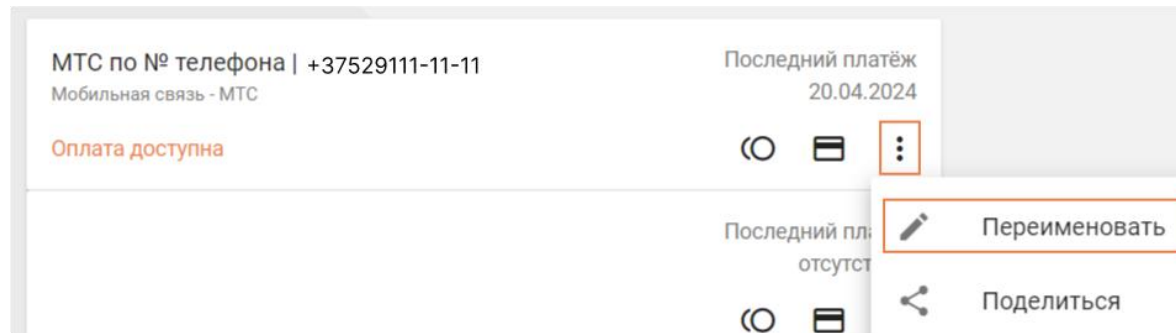 МТС по № телефона | +37529111-11-11
Мобильная связь - МТС
Оплата доступна
Последний платёж
20.04.2024
Последний
Переименовать
Поделиться